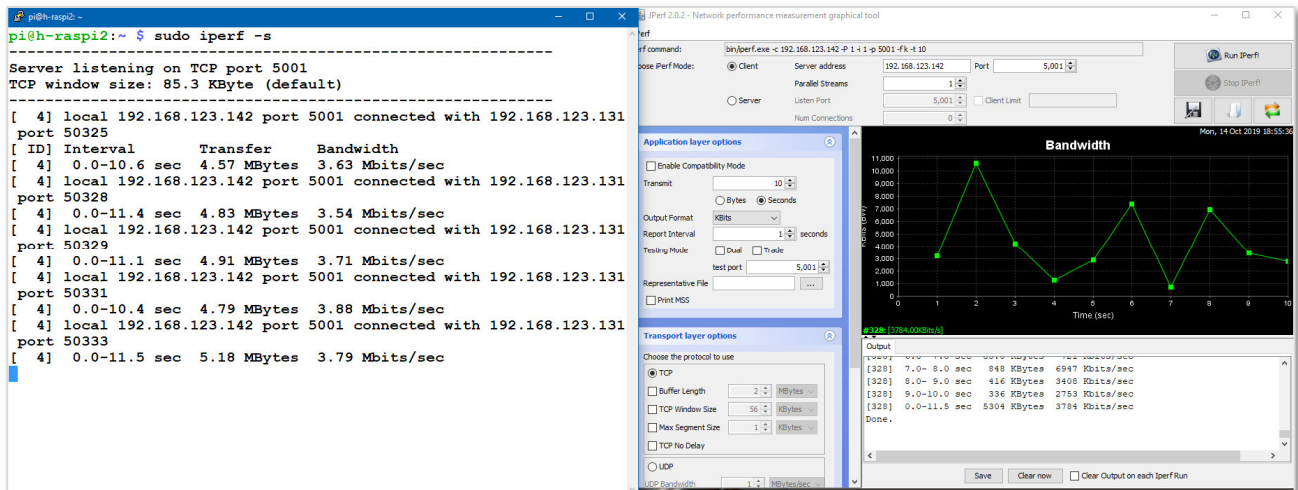 pi@h-raspi2: ~
pi@h-raspi2:~ $ sudo iperf -s
------------------------------------------------------------
Server listening on TCP port 5001
TCP window size: 85.3 KByte (default)
------------------------------------------------------------
[  4] local 192.168.123.142 port 5001 connected with 192.168.123.131
 port 50325
[ ID] Interval       Transfer     Bandwidth
[  4]  0.0-10.6 sec  4.57 MBytes  3.63 Mbits/sec
[  4] local 192.168.123.142 port 5001 connected with 192.168.123.131
 port 50328
[  4]  0.0-11.4 sec  4.83 MBytes  3.54 Mbits/sec
[  4] local 192.168.123.142 port 5001 connected with 192.168.123.131
 port 50329
[  4]  0.0-11.1 sec  4.91 MBytes  3.71 Mbits/sec
[  4] local 192.168.123.142 port 5001 connected with 192.168.123.131
 port 50331
[  4]  0.0-10.4 sec  4.79 MBytes  3.88 Mbits/sec
[  4] local 192.168.123.142 port 5001 connected with 192.168.123.131
 port 50333
[  4]  0.0-11.5 sec  5.18 MBytes  3.79 Mbits/sec
JPerf 2.0.2 - Network performance measurement graphical tool
Perf
rf command: bin/iperf.exe -c 192.168.123.142 -P 1 -i 1 -p 5001 -f k -t 10
oose iPerf Mode: Client Server address 192.168.123.142 Port 5,001
Parallel Streams 1
Server Listen Port 5,001 Client Limit
Num Connections 0
Run IPerf!
Stop IPerf!
Application layer options
Enable Compatibility Mode
Transmit 10
Bytes Seconds
Output Format KBits
Report Interval 1 seconds
Testing Mode Dual Trade
test port 5,001
Representative File ...
Print MSS
Transport layer options
Choose the protocol to use
TCP
Buffer Length 2 MBytes
TCP Window Size 56 KBytes
Max Segment Size 1 KBytes
TCP No Delay
UDP
UDP Bandwidth 1 MBytes/sec
Mon, 14 Oct 2019 18:55:36
Bandwidth
KBits (BW)
11,000
10,000
9,000
8,000
7,000
6,000
5,000
4,000
3,000
2,000
1,000
0
0 1 2 3 4 5 6 7 8 9 10
Time (sec)
#328: [3784.00KBits/s]
Output
[328]  7.0- 8.0 sec   848 KBytes  6947 Kbits/sec
[328]  8.0- 9.0 sec   416 KBytes  3408 Kbits/sec
[328]  9.0-10.0 sec   336 KBytes  2753 Kbits/sec
[328]  0.0-11.5 sec  5304 KBytes  3784 Kbits/sec
Done.
Save Clear now Clear Output on each Iperf Run